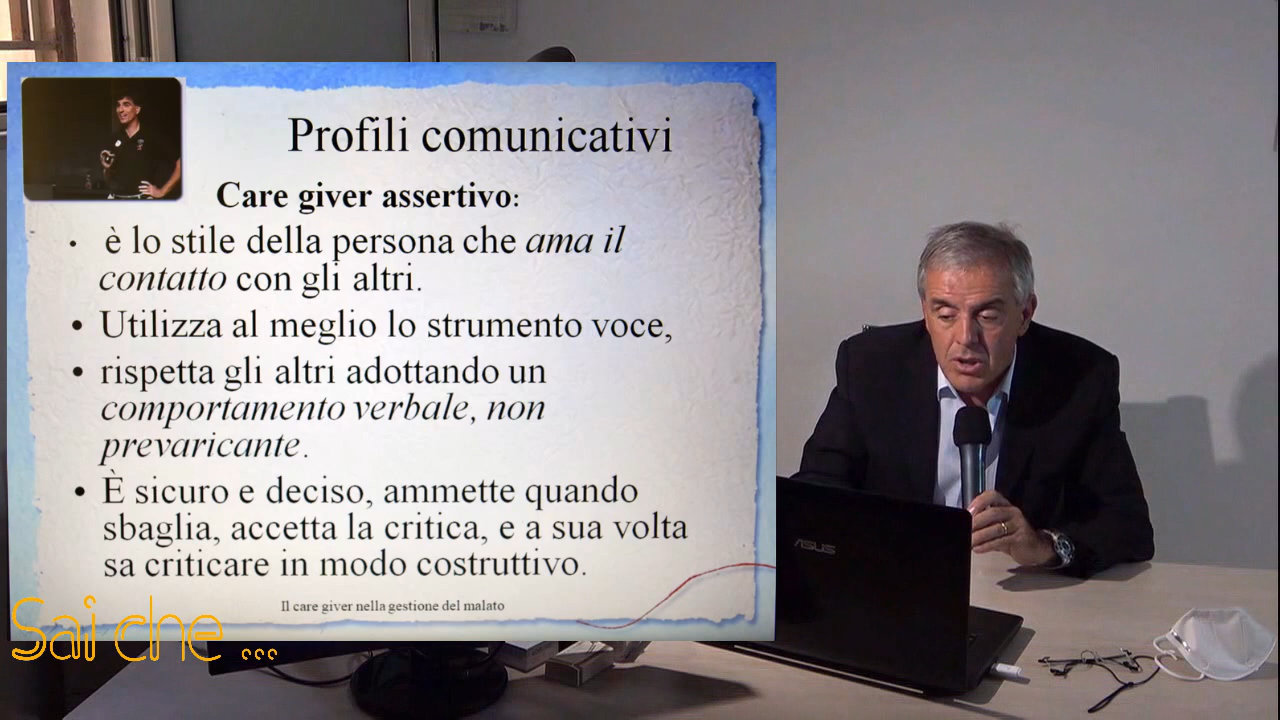 Profili comunicativi
Care giver assertivo:
• è lo stile della persona che ama il
contatto con gli altri.
• Utilizza al meglio lo strumento voce,
• rispetta gli altri adottando un
comportamento verbale, non
prevaricante.
• È sicuro e deciso, ammette quando
sbaglia, accetta la critica, e a sua volta
sa criticare in modo costruttivo.
Il care giver nella gestione del malato
Sai che ...
ASUS